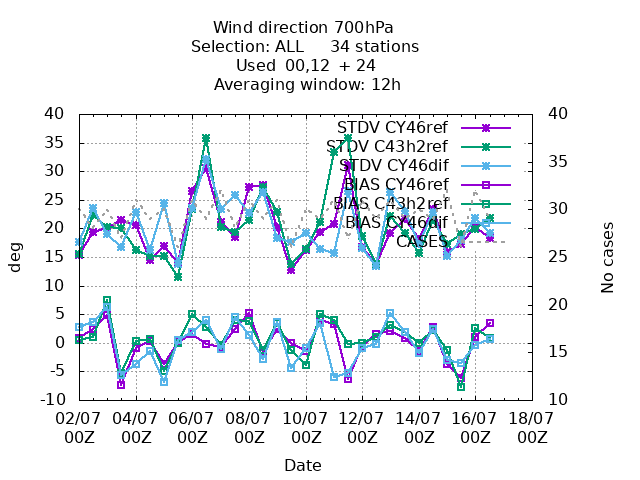 Wind direction 700hPa
Selection: ALL 34 stations
Used 00,12 + 24
Averaging window: 12h
40 40
35 35
30 30
25 25
20
15 20
10
5
0 15
-5
-10 10
STDV CY46ref
STDV C43h2ref
STDV CY46dif
BIAS CY46ref
BIAS C43h2ref
BIAS CY46dif
CASES
deg
No cases
02/07 04/07 06/07 08/07 10/07 12/07 14/07 16/07 18/07
00Z 00Z 00Z 00Z 00Z 00Z 00Z 00Z 00Z
Date